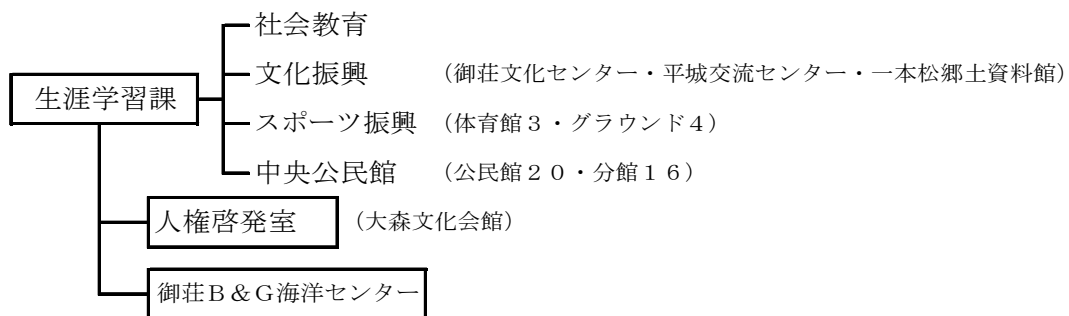 社会教育
文化振興 （御荘文化センター・平城交流センター・一本松郷土資料館）
生涯学習課
スポーツ振興 （体育館３・グラウンド４）
中央公民館 （公民館２０・分館１６）
人権啓発室 （大森文化会館）
御荘Ｂ＆Ｇ海洋センター